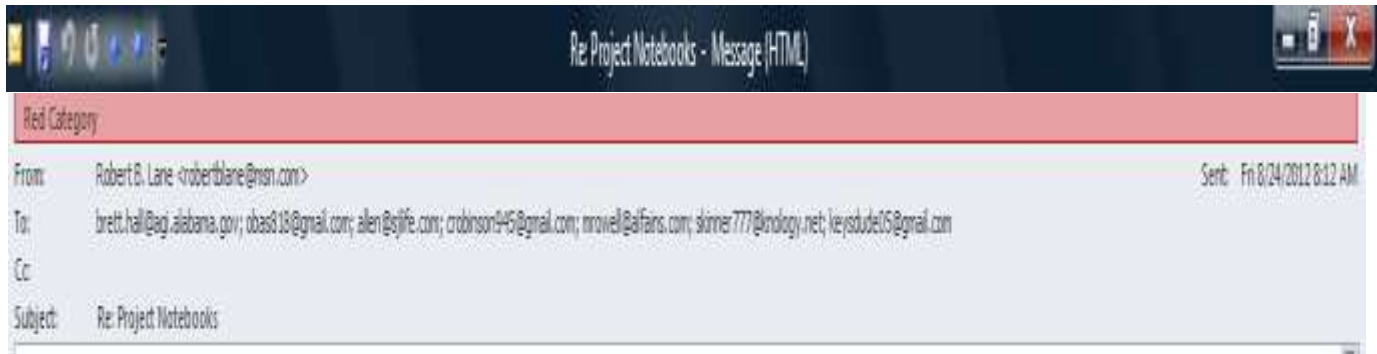 Re: Project Notebooks - Message (HTML)
Red Category
From: Robert B. Lane <robertblane@nsn.com> Sent: Fri 8/24/2012 8:12 AM
To: brett.hall@agi.alabama.gov; obas818@gmail.com; allen@sjlife.com; crobinson945@gmail.com; mrowell@alfains.com; skinner777@knology.net; keysdude05@gmail.com
Cc:
Subject: Re: Project Notebooks